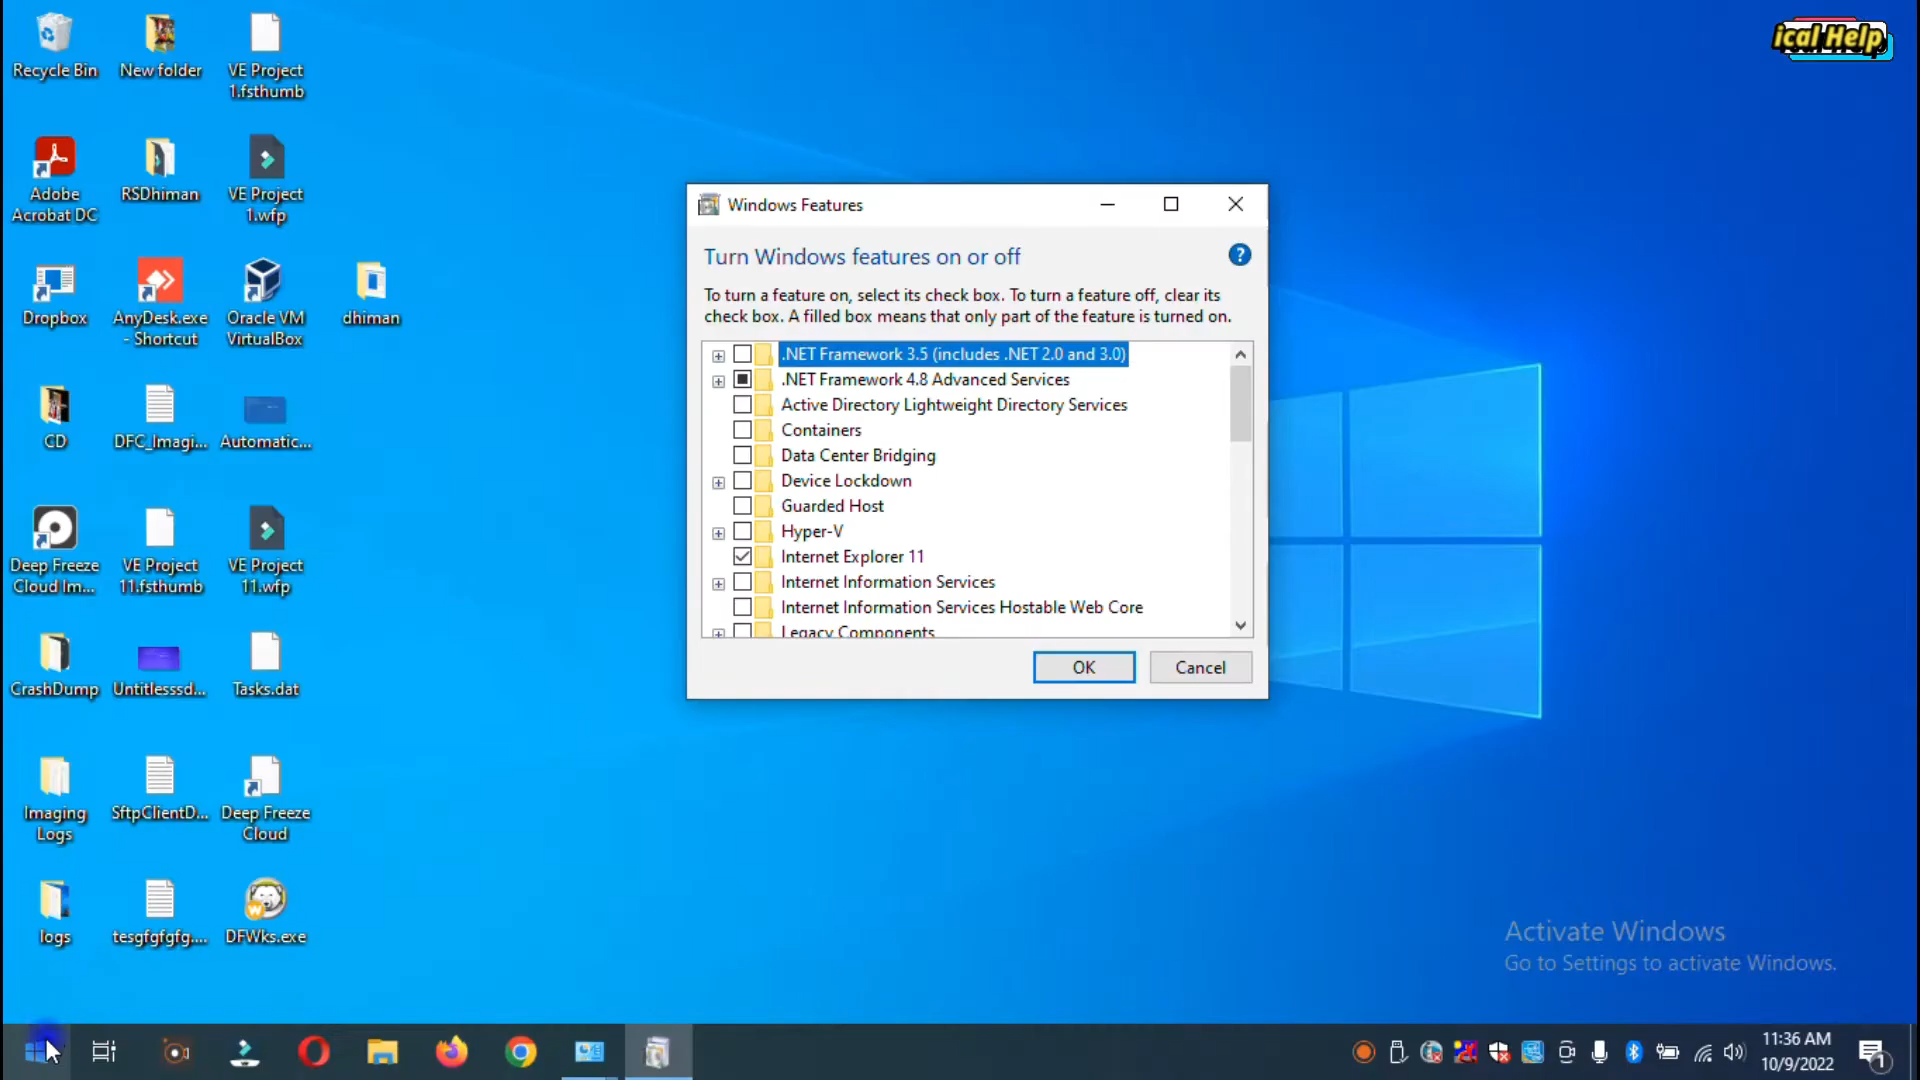 Recycle Bin
New folder
VE Project
1.fsthumb
Adobe
Acrobat DC
RSDhiman
VE Project
1.wfp
Dropbox
AnyDesk.exe
- Shortcut
Oracle VM
VirtualBox
dhiman
CD
DFC_Imagi...
Automatic...
Deep Freeze
Cloud Im...
VE Project
11.fsthumb
VE Project
11.wfp
CrashDump
Untitlesssd...
Tasks.dat
Imaging
Logs
SftpClientD...
Deep Freeze
Cloud
logs
tesgfgfgfg....
DFWks.exe
ical Help
Windows Features
Turn Windows features on or off
?
To turn a feature on, select its check box. To turn a feature off, clear its
check box. A filled box means that only part of the feature is turned on.
.NET Framework 3.5 (includes .NET 2.0 and 3.0)
.NET Framework 4.8 Advanced Services
Active Directory Lightweight Directory Services
Containers
Data Center Bridging
Device Lockdown
Guarded Host
Hyper-V
Internet Explorer 11
Internet Information Services
Internet Information Services Hostable Web Core
Legacy Components
OK
Cancel
Activate Windows
Go to Settings to activate Windows.
11:36 AM
10/9/2022
1